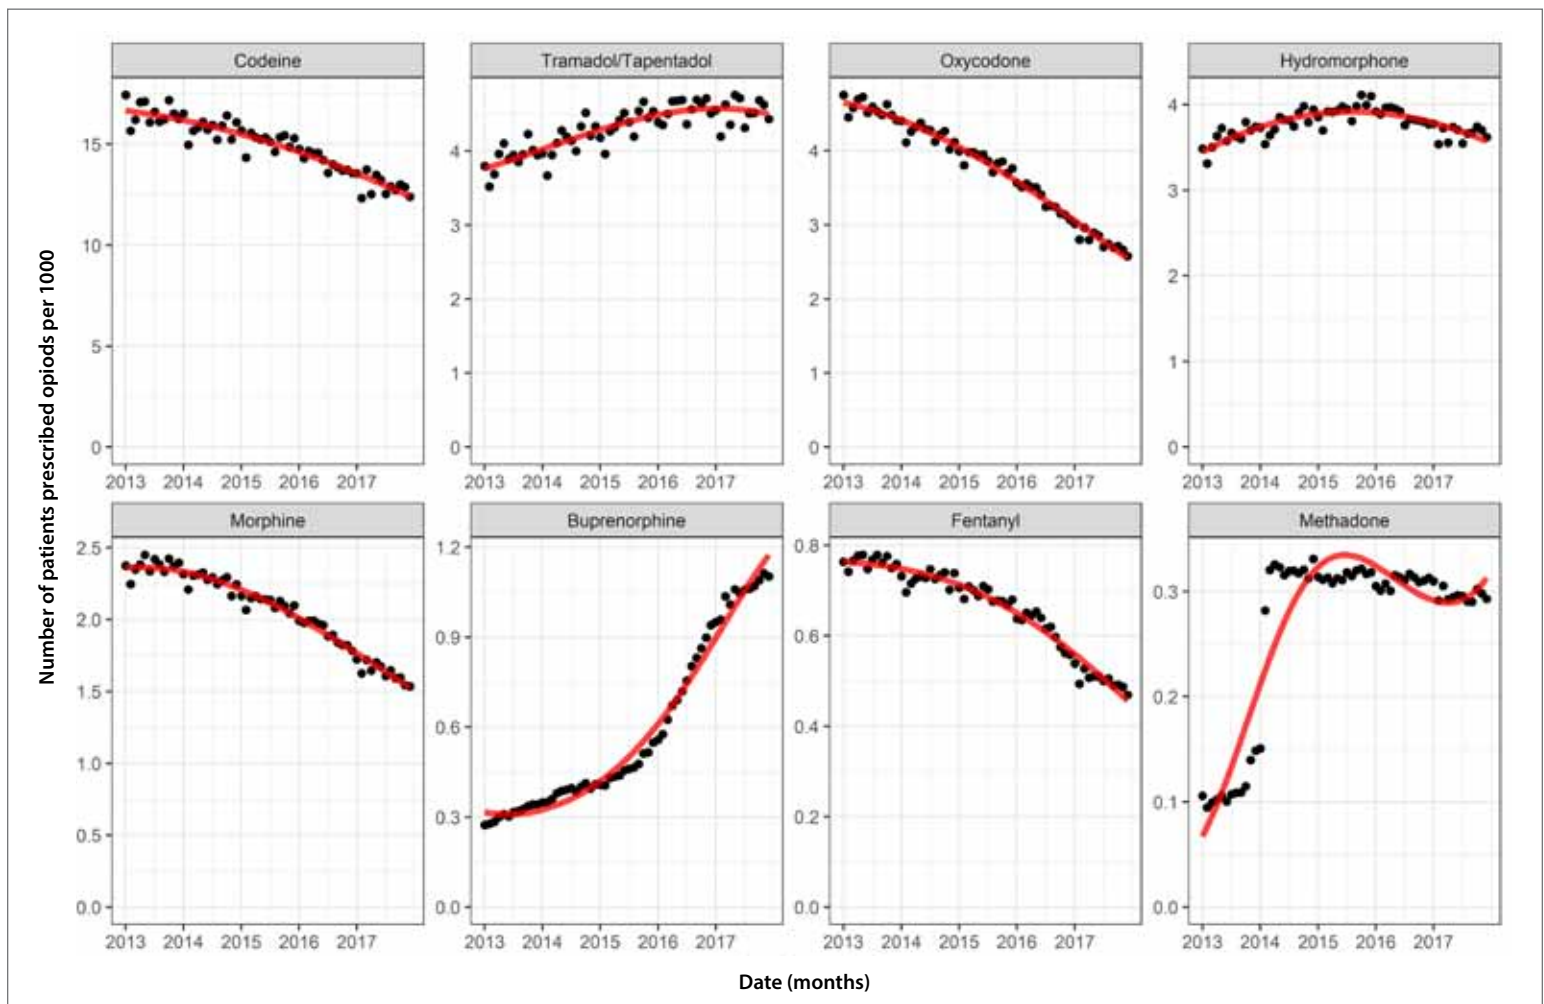 Codeine Tramadol/Tapentadol Oxycodone Hydromorphone
15 10 5 0
4 3 2 1 0
4 3 2 1 0
4 3 2 1 0
2013 2014 2015 2016 2017 2013 2014 2015 2016 2017 2013 2014 2015 2016 2017 2013 2014 2015 2016 2017
Number of patients prescribed opiods per 1000
Morphine Buprenorphine Fentanyl Methadone
2.5 2.0 1.5 1.0 0.5 0.0
1.2 0.9 0.6 0.3 0.0
0.8 0.6 0.4 0.2 0.0
0.3 0.2 0.1 0.0
2013 2014 2015 2016 2017 2013 2014 2015 2016 2017 2013 2014 2015 2016 2017 2013 2014 2015 2016 2017
Date (months)